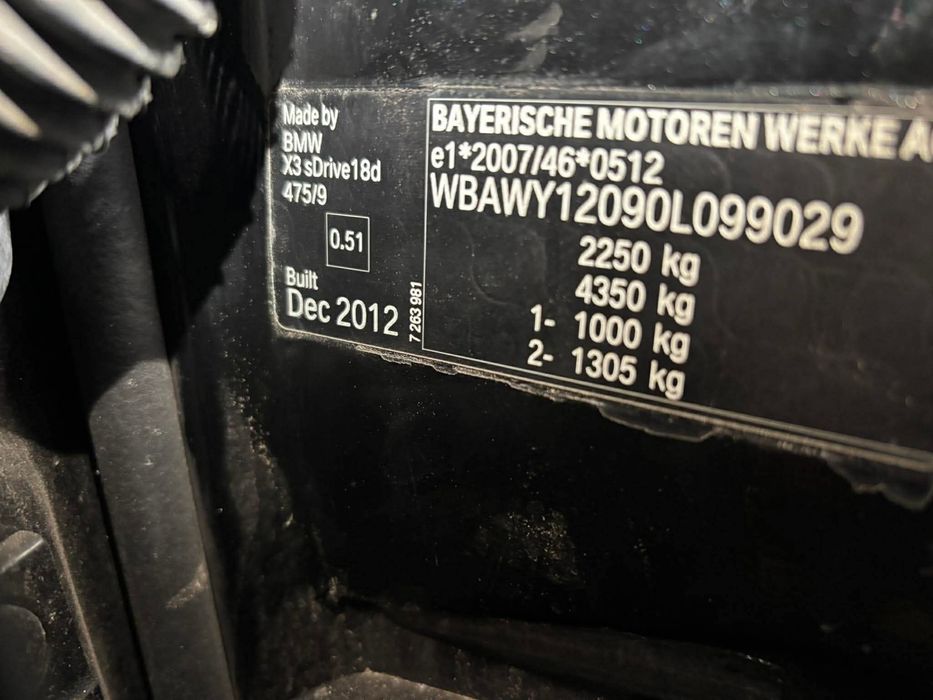 Made by
BMW
X3 sDrive18d
475/9
0.51
Built
Dec 2012
7 263 981
BAYERISCHE MOTOREN WERKE A
e1*2007/46*0512
WBAWY12090L099029
2250 kg
4350 kg
1- 1000 kg
2- 1305 kg